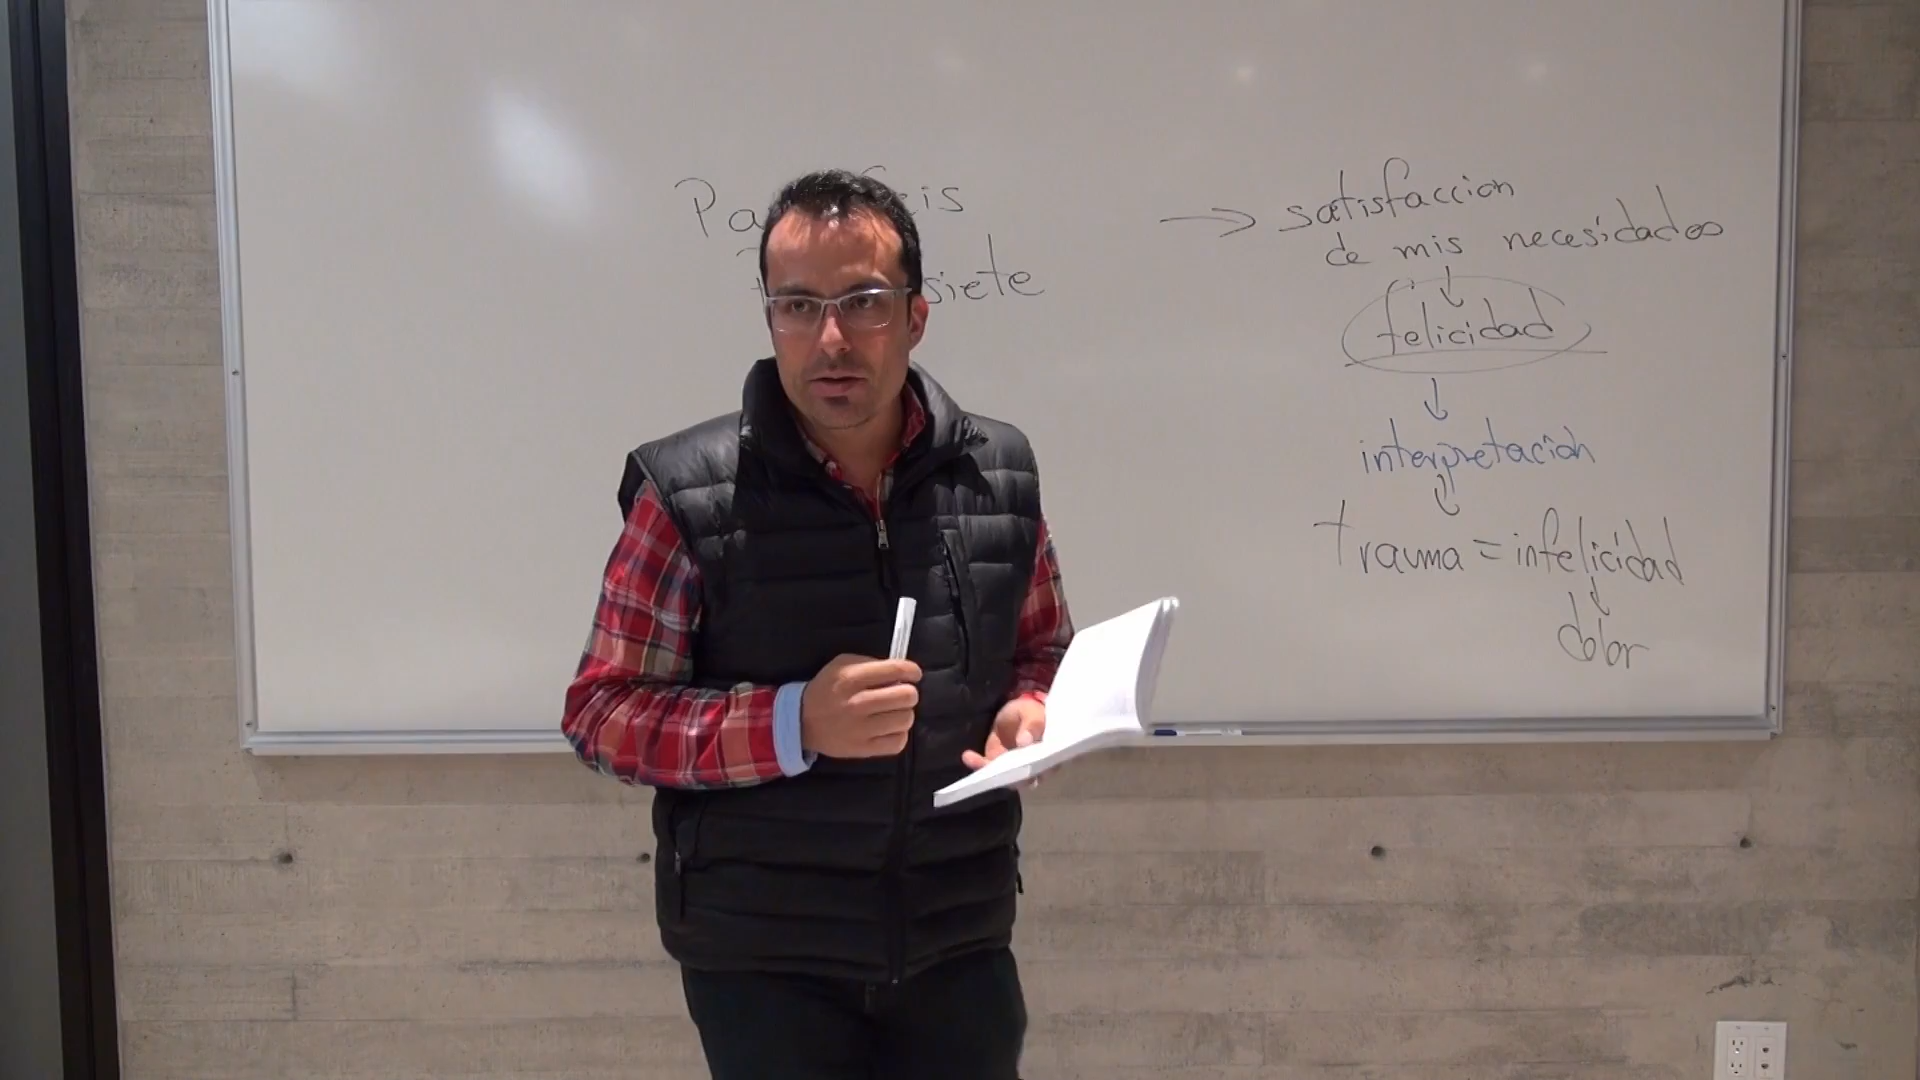 siete
→ satisfaccion
de mis necesidades
↓
felicidad
↓
interpretación
↓
trauma = infelicidad
↓
dolor